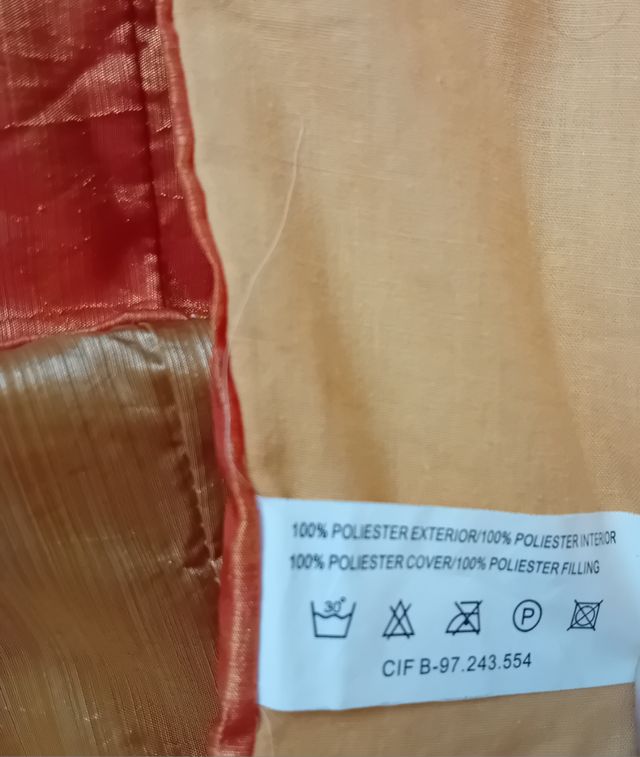 100% POLIESTER EXTERIOR/100% POLIESTER INTERIOR
100% POLIESTER COVER/100% POLIESTER FILLING
30° P
CIF B-97.243.554